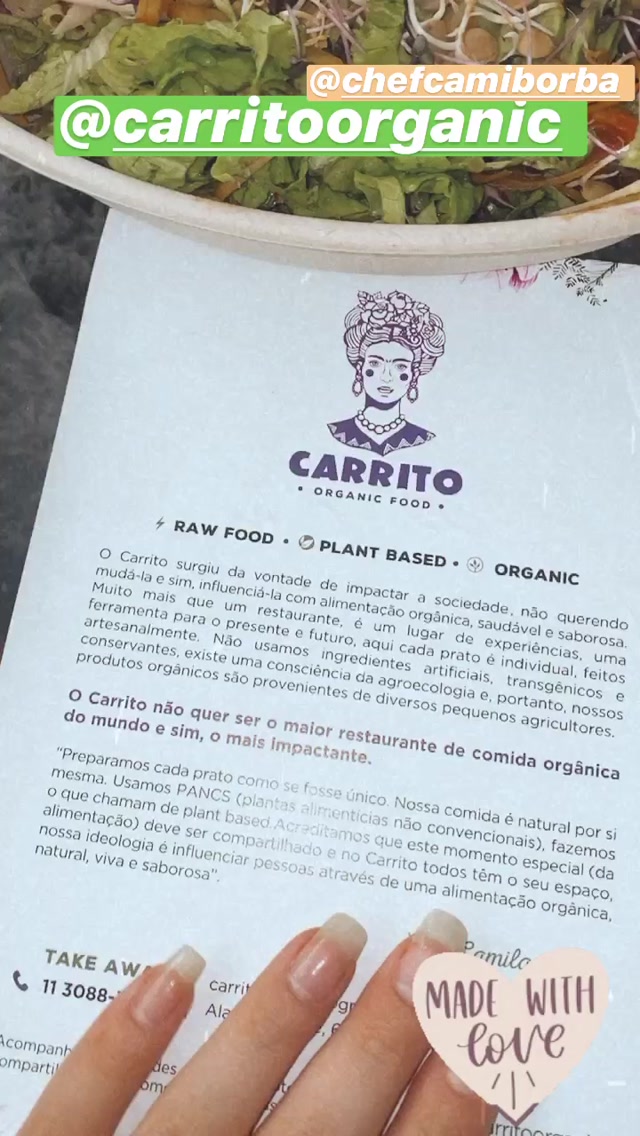 @chefcamiborba
@carritoorganic
CARRITO
• ORGANIC FOOD •
RAW FOOD • PLANT BASED • ORGANIC
O Carrito surgiu da vontade de impactar a sociedade, não querendo
mudá-la e sim, influenciá-la com alimentação orgânica, saudável e saborosa.
Muito mais que um restaurante, é um lugar de experiências, uma
ferramenta para o presente e futuro, aqui cada prato é individual, feitos
artesanalmente. Não usamos ingredientes artificiais, transgênicos e
conservantes, existe uma consciência da agroecologia e, portanto, nossos
produtos orgânicos são provenientes de diversos pequenos agricultores.
O Carrito não quer ser o maior restaurante de comida orgânica
do mundo e sim, o mais impactante.
"Preparamos cada prato como se fosse único. Nossa comida é natural por si
mesma. Usamos PANCS (plantas alimentícias não convencionais), fazemos
o que chamam de plant based.Acreditamos que este momento especial (da
alimentação) deve ser compartilhado e no Carrito todos têm o seu espaço,
nossa ideologia é influenciar pessoas através de uma alimentação orgânica,
natural, viva e saborosa".
Camila
TAKE AW
11 3088-
carrit
Ala
MADE WITH
love